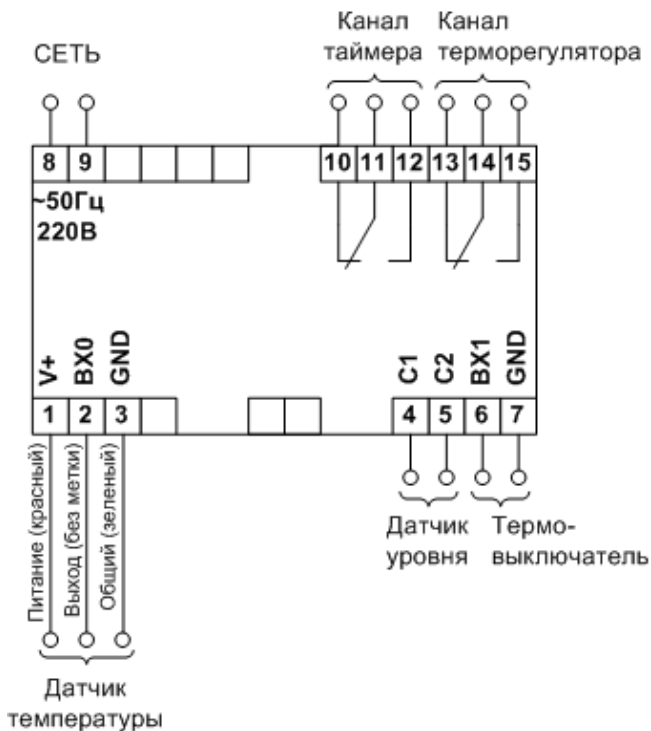 СЕТЬ
Канал
таймера
Канал
терморегулятора
8 9 10 11 12 13 14 15
~50Гц
220В
V+
BX0
GND
C1
C2
BX1
GND
1 2 3 4 5 6 7
Питание (красный)
Выход (без метки)
Общий (зеленый)
Датчик
температуры
Датчик
уровня
Термо-
выключатель